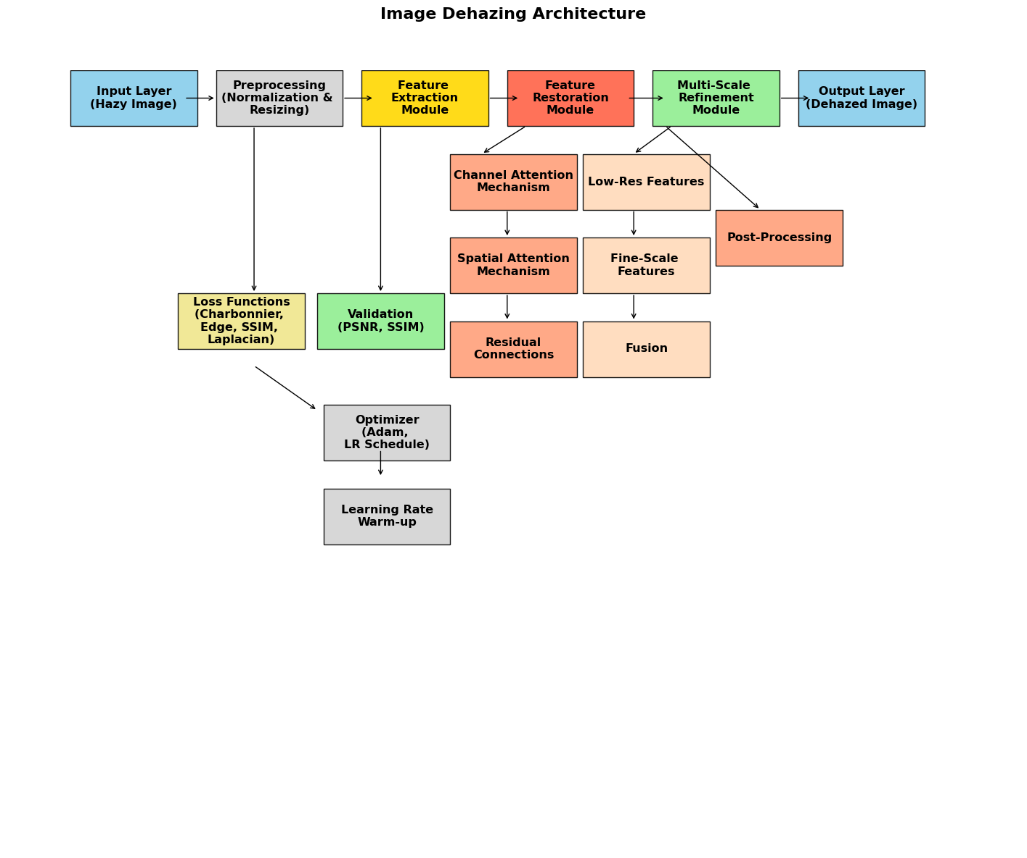 Image Dehazing Architecture
Input Layer
(Hazy Image)
Preprocessing
(Normalization &
Resizing)
Feature
Extraction
Module
Feature
Restoration
Module
Multi-Scale
Refinement
Module
Output Layer
(Dehazed Image)
Channel Attention
Mechanism
Low-Res Features
Post-Processing
Spatial Attention
Mechanism
Fine-Scale
Features
Loss Functions
(Charbonnier,
Edge, SSIM,
Laplacian)
Validation
(PSNR, SSIM)
Residual
Connections
Fusion
Optimizer
(Adam,
LR Schedule)
Learning Rate
Warm-up